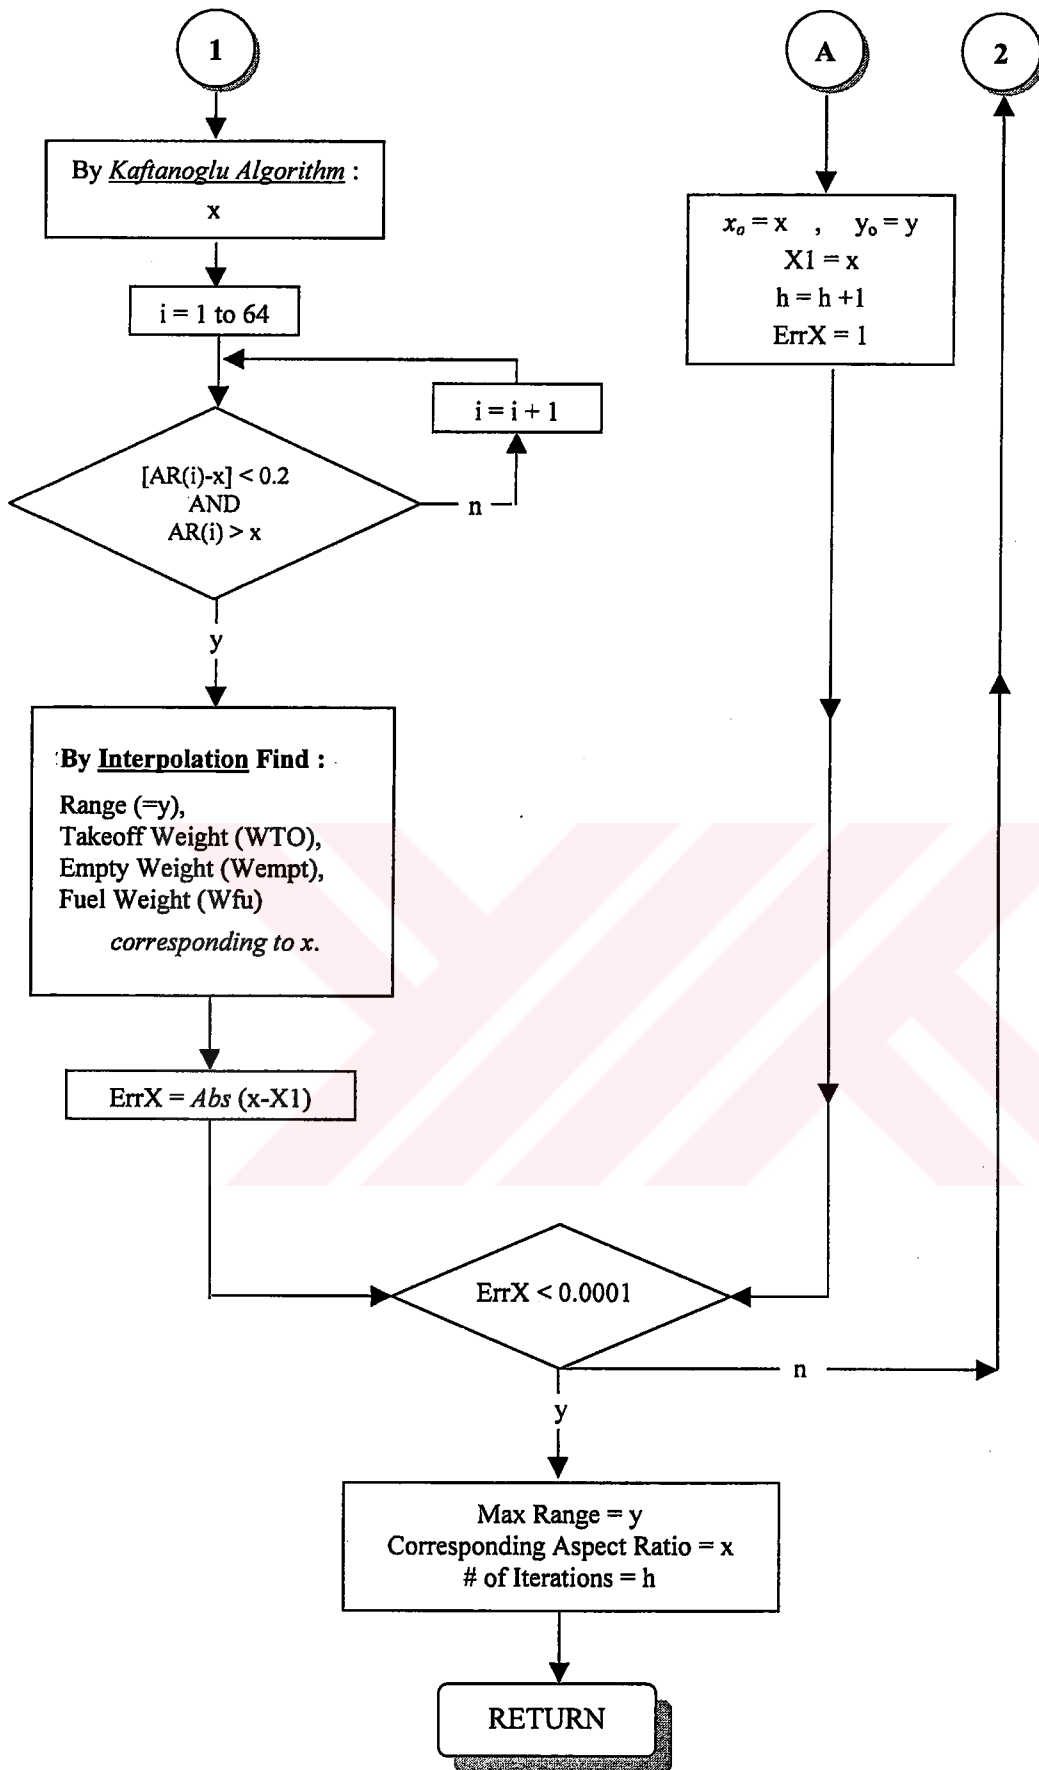 1
By Kaftanoglu Algorithm :
x
i = 1 to 64
i = i + 1
[AR(i)-x] < 0.2
AND
AR(i) > x
n
y
By Interpolation Find :
Range (=y),
Takeoff Weight (WTO),
Empty Weight (Wempt),
Fuel Weight (Wfu)
corresponding to x.
ErrX = Abs (x-X1)
A
xo = x , yo = y
X1 = x
h = h +1
ErrX = 1
2
ErrX < 0.0001
n
y
Max Range = y
Corresponding Aspect Ratio = x
# of Iterations = h
RETURN